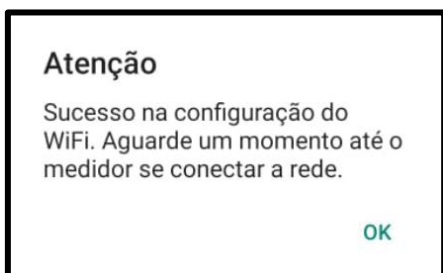 Atenção
Sucesso na configuração do
WiFi. Aguarde um momento até o
medidor se conectar a rede.
OK